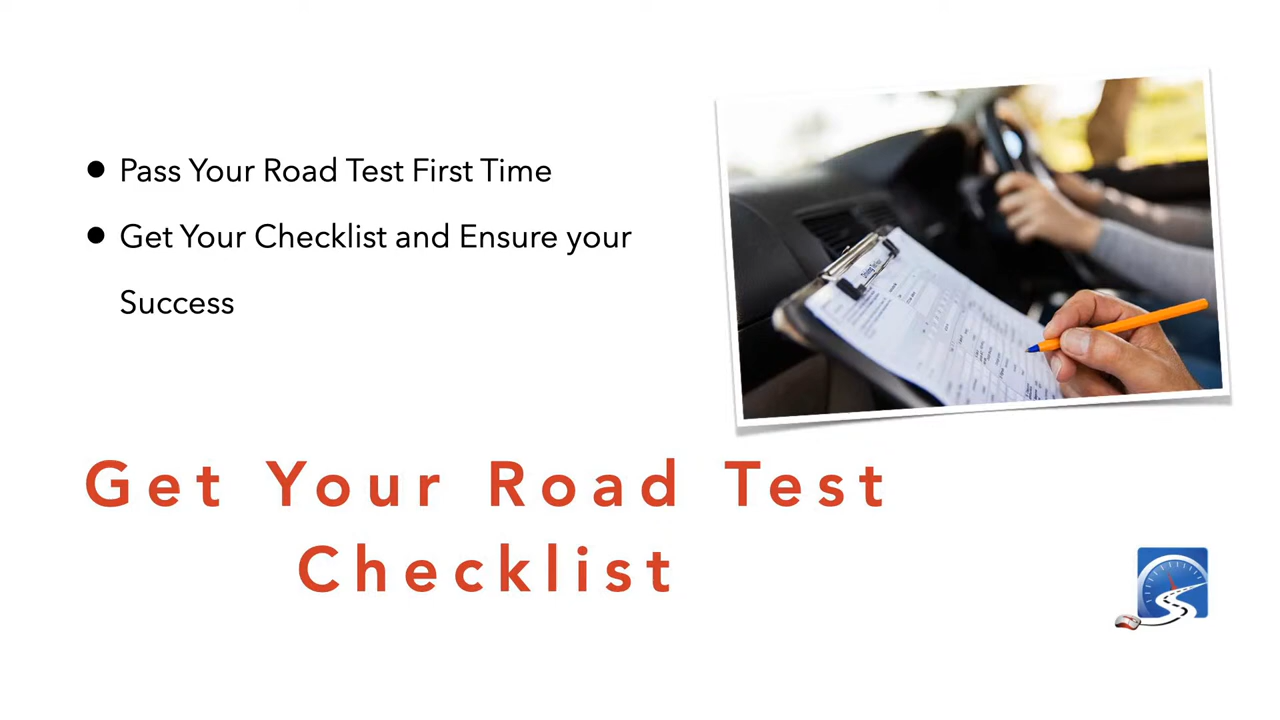 Pass Your Road Test First Time
Get Your Checklist and Ensure your
Success
Get Your Road Test
Checklist